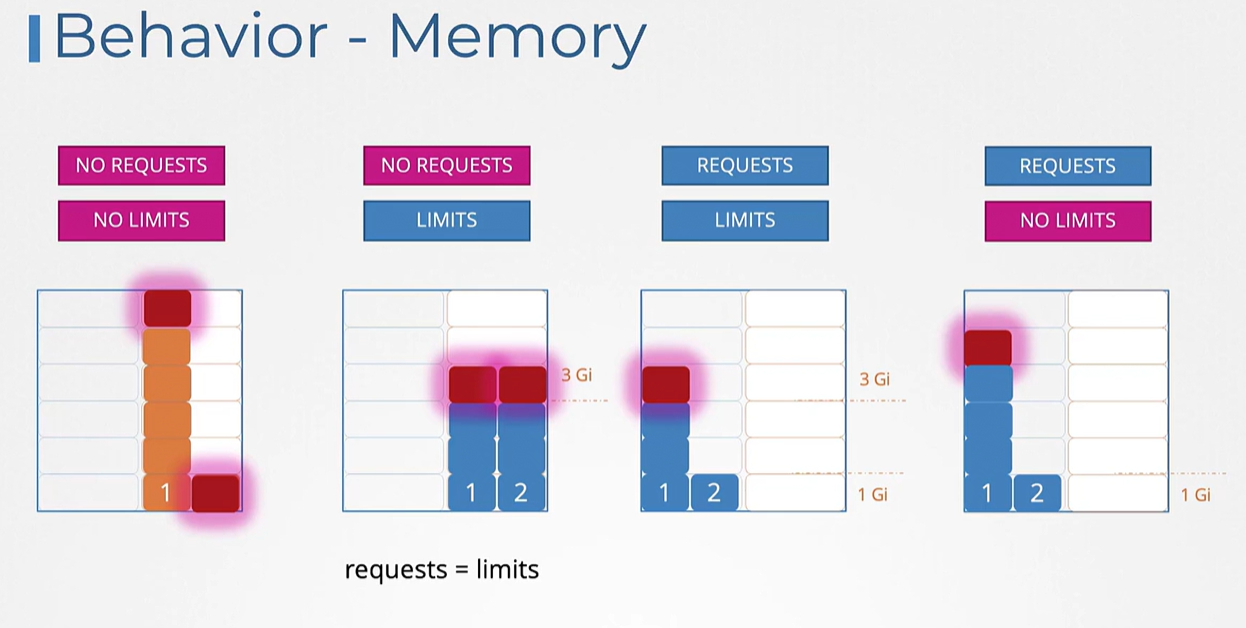 Behavior - Memory
NO REQUESTS
NO LIMITS
1
NO REQUESTS
LIMITS
3 Gi
1 2
requests = limits
REQUESTS
LIMITS
3 Gi
1 2
1 Gi
REQUESTS
NO LIMITS
1 2
1 Gi